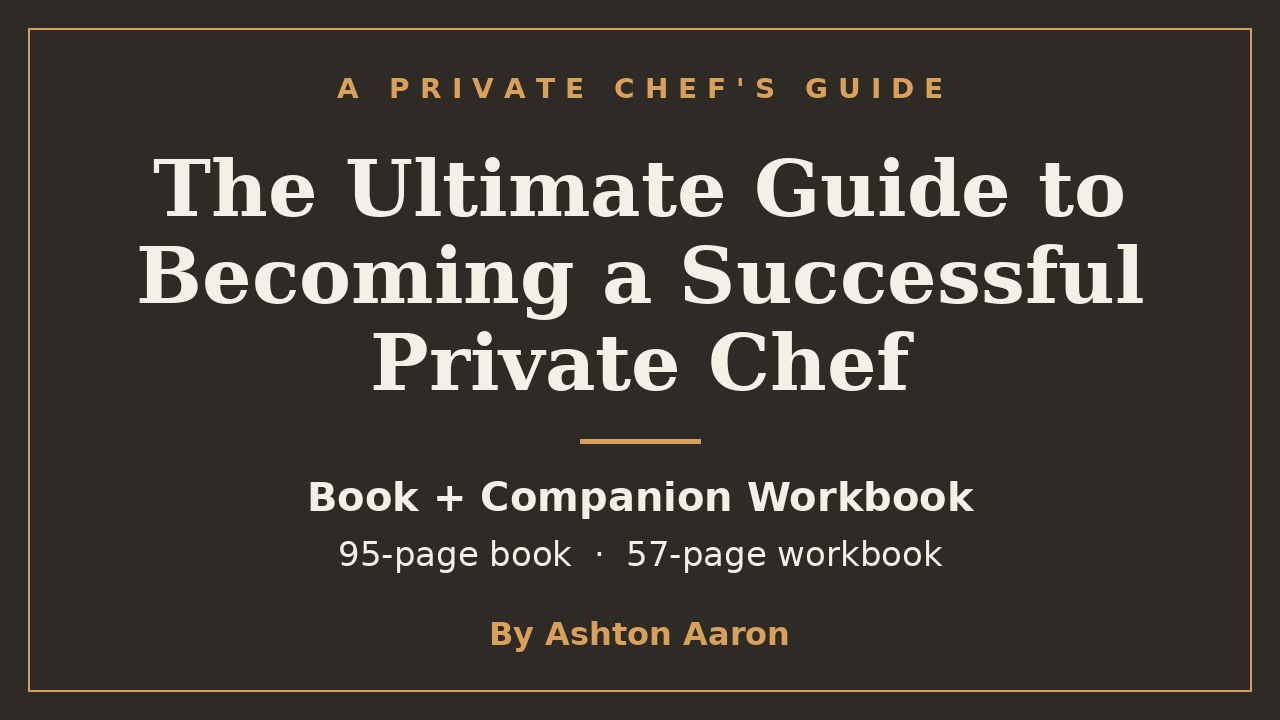 A PRIVATE CHEF'S GUIDE
The Ultimate Guide to
Becoming a Successful
Private Chef
Book + Companion Workbook
95-page book · 57-page workbook
By Ashton Aaron